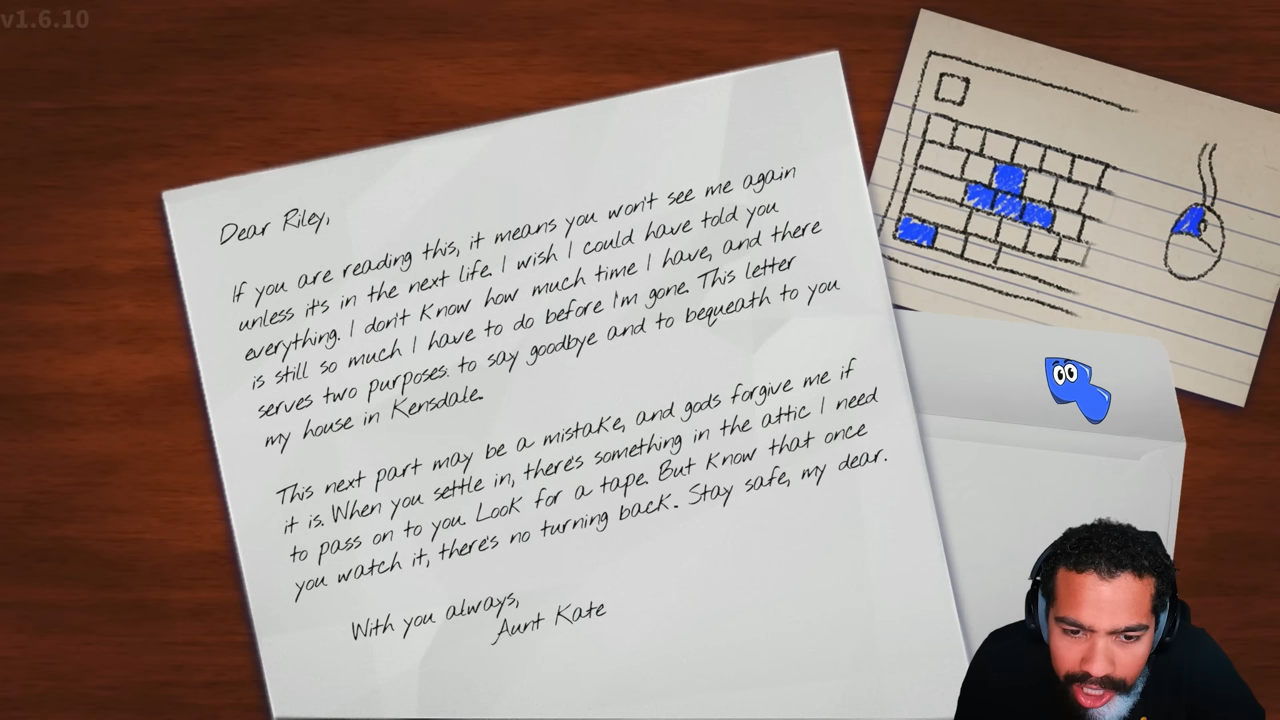 v1.6.10
Dear Riley,
If you are reading this, it means you won't see me again
unless it's in the next life. I wish I could have told you
everything. I don't know how much time I have, and there
is still so much I have to do before I'm gone. This letter
serves two purposes: to say goodbye and to bequeath to you
my house in Kensdale.
This next part may be a mistake, and gods forgive me if
it is. When you settle in, there's something in the attic I need
to pass on to you. Look for a tape. But know that once
you watch it, there's no turning back. Stay safe, my dear.
With you always,
Aunt Kate